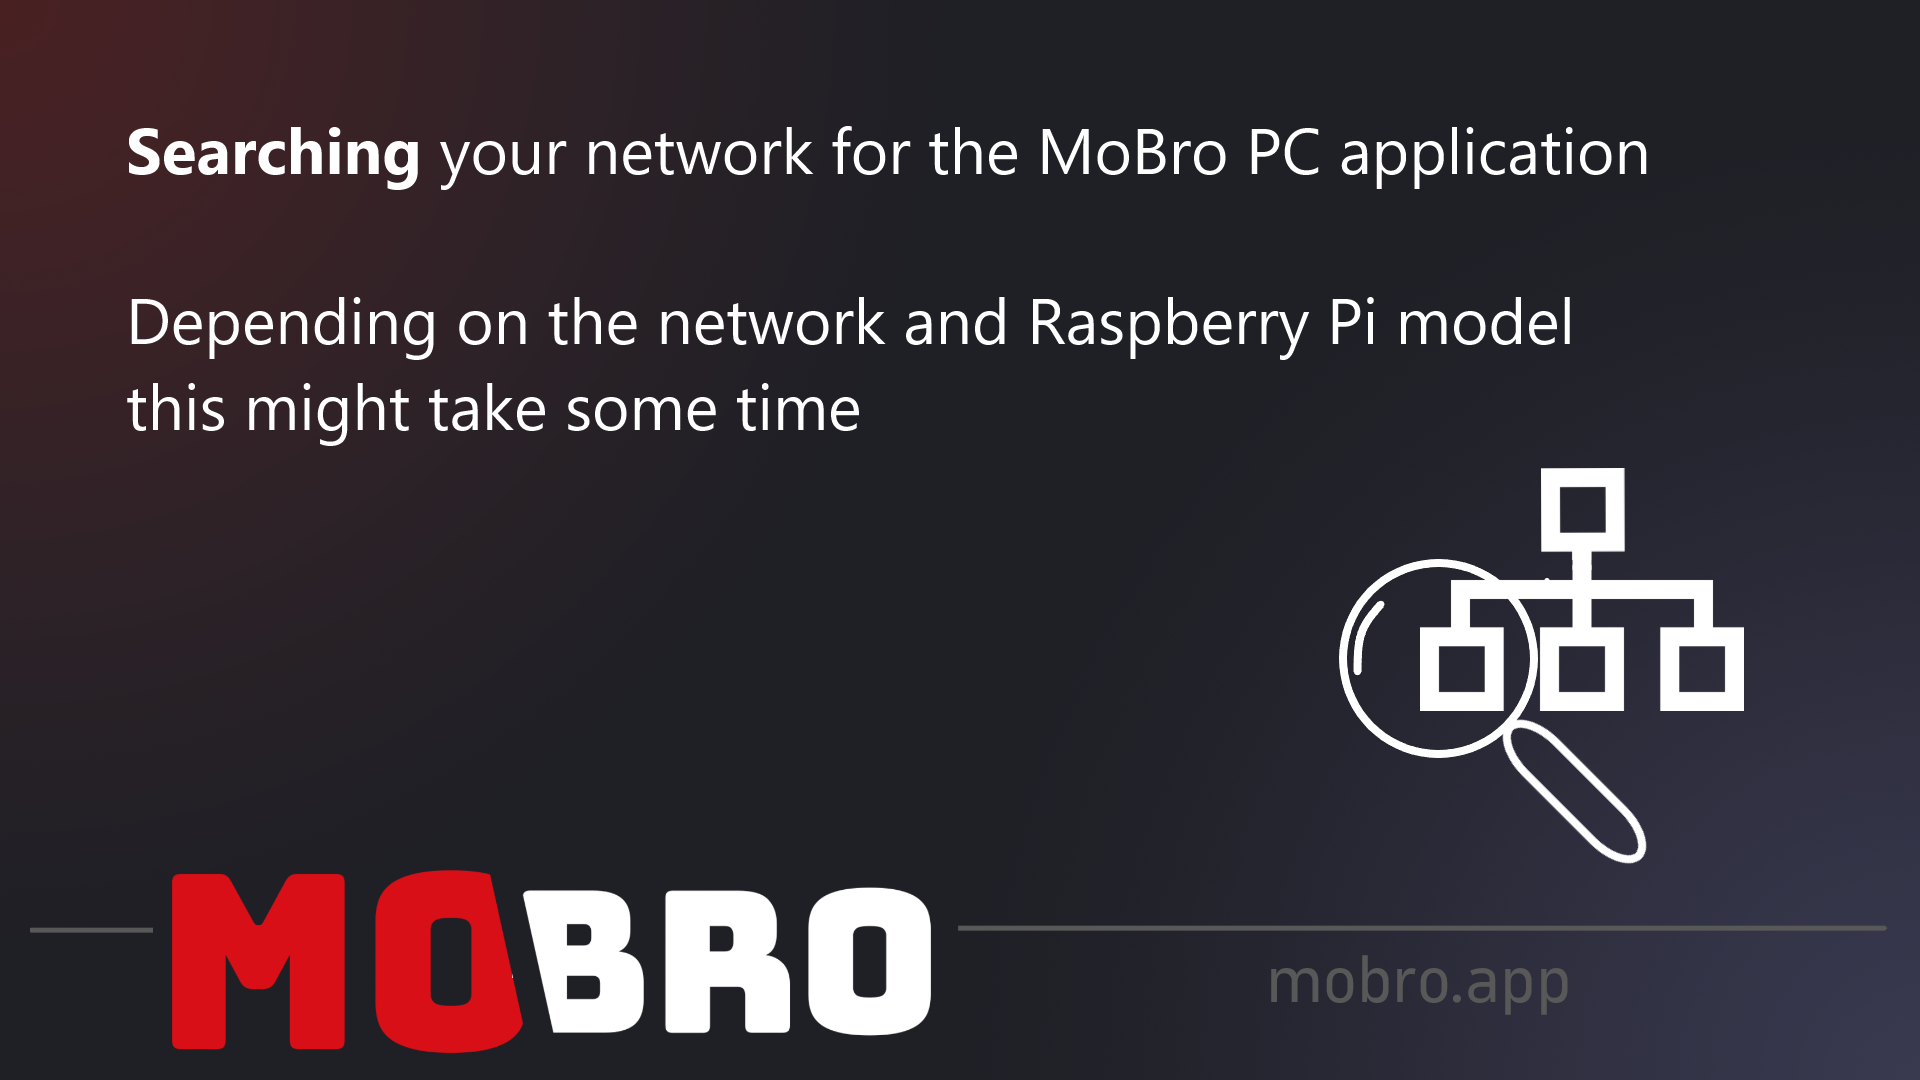 Searching your network for the MoBro PC application
Depending on the network and Raspberry Pi model
this might take some time
MOBRO
mobro.app